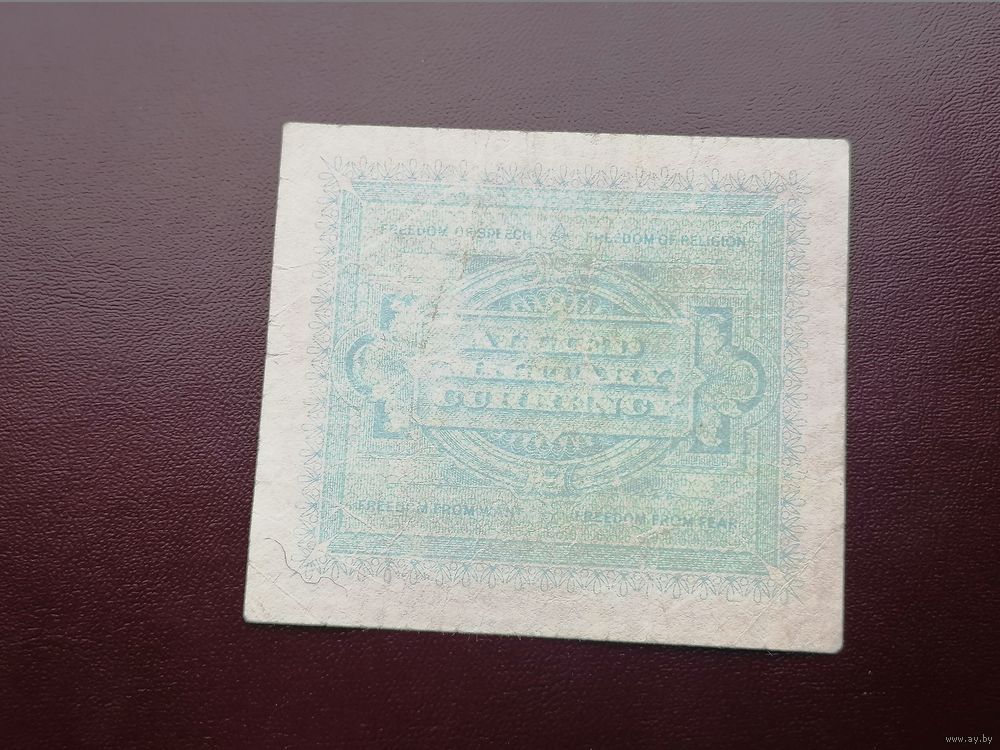 FREEDOM OF SPEECH FREEDOM OF RELIGION
ALLIED
MILITARY
CURRENCY
FREEDOM FROM WANT FREEDOM FROM FEAR
www.ay.by